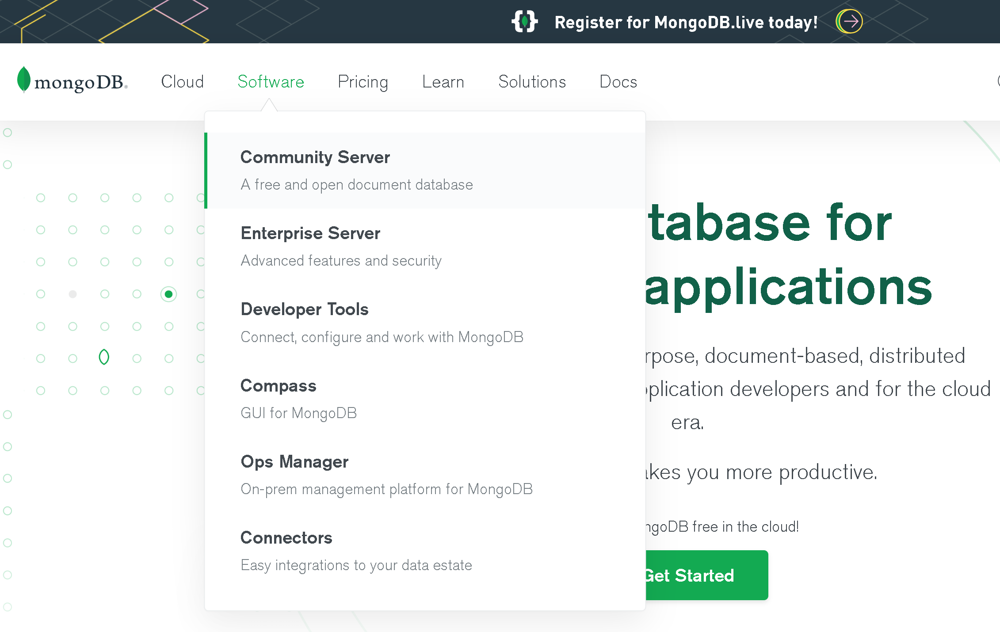 Register for MongoDB.live today!
mongoDB®
Cloud
Software
Pricing
Learn
Solutions
Docs
Community Server
A free and open document database
Enterprise Server
Advanced features and security
Developer Tools
Connect, configure and work with MongoDB
Compass
GUI for MongoDB
Ops Manager
On-prem management platform for MongoDB
Connectors
Easy integrations to your data estate
tabase for
applications
rpose, document-based, distributed
plication developers and for the cloud
era.
akes you more productive.
ngoDB free in the cloud!
Get Started